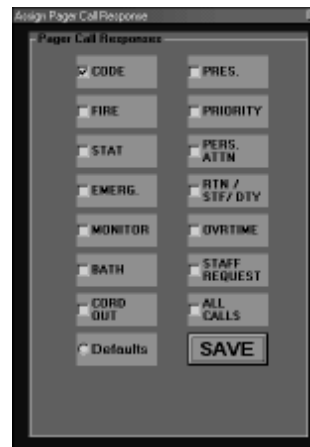 Assign Pager Call Response
Pager Call Responses
CODE
PRES.
FIRE
PRIORITY
STAT
PERS.
ATTN
EMERG.
RTN /
STF/ DTY
MONITOR
OVRTIME
BATH
STAFF
REQUEST
CORD
OUT
ALL
CALLS
Defaults
SAVE